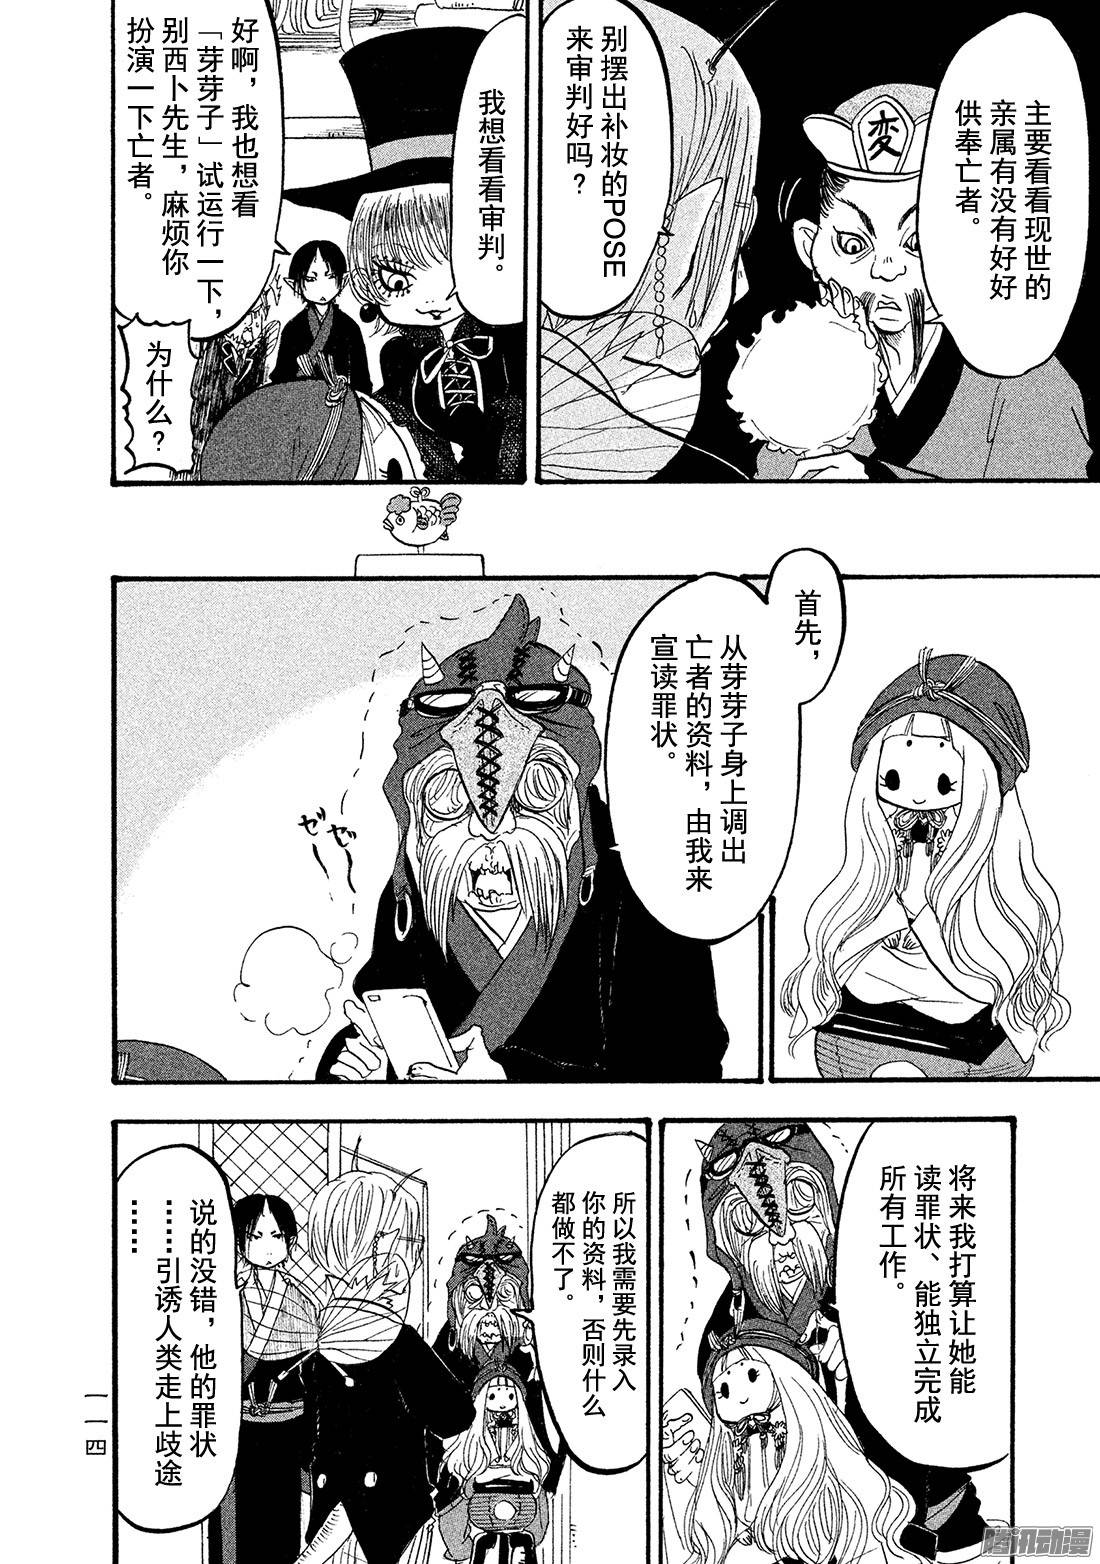 主要看看现世的
亲属有没有好好
供奉亡者。
変
别摆出补妆的POSE
来审判好吗？
我想看看审判。
好啊，我也想看
「芽芽子」试运行一下，
别西卜先生，麻烦你
扮演一下亡者。
为什么？
首先，
从芽芽子身上调出
亡者的资料，由我来
宣读罪状。
ゼー
ゼー
将来我打算让她能
读罪状、能独立完成
所有工作。
所以我需要先录入
你的资料，否则什么
都做不了。
说的没错，他的罪状
……引诱人类走上歧途
……
一一四
腾讯动漫